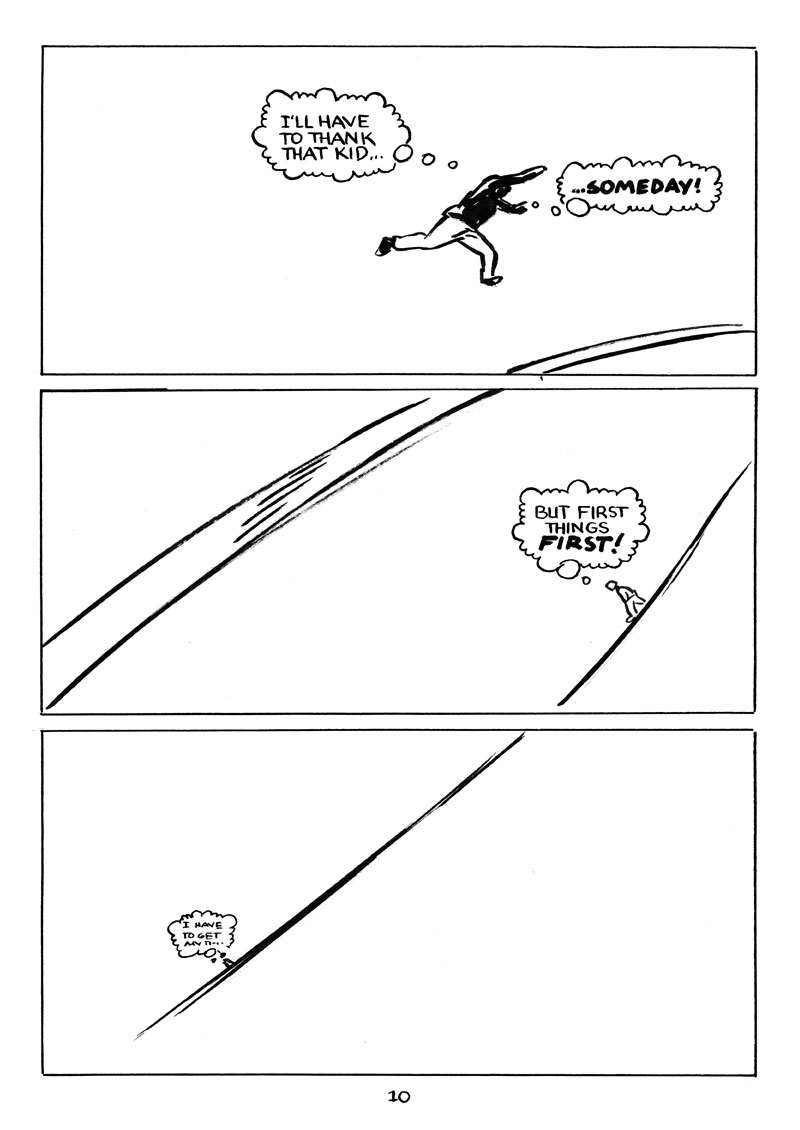 I'LL HAVE
TO THANK
THAT KID...
...SOMEDAY!
BUT FIRST
THINGS
FIRST!
I HAVE
TO GET
10